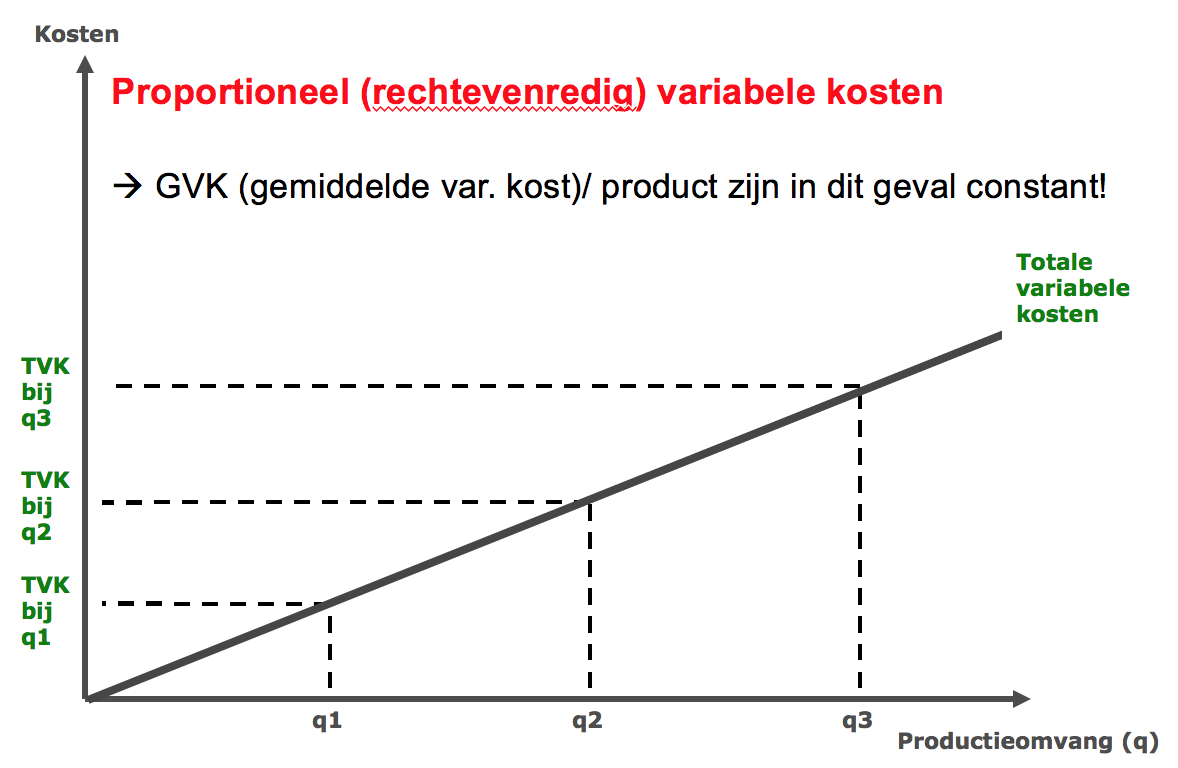 Kosten
Proportioneel (rechtevenredig) variabele kosten
→ GVK (gemiddelde var. kost)/ product zijn in dit geval constant!
Totale
variabele
kosten
TVK
bij
q3
TVK
bij
q2
TVK
bij
q1
q1
q2
q3
Productieomvang (q)